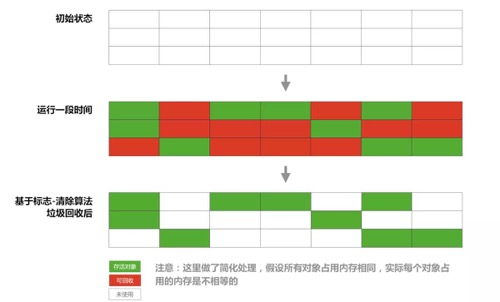 初始状态
运行一段时间
基于标志-清除算法
垃圾回收后
存活对象
可回收
未使用
注意：这里做了简化处理，假设所有对象占用内存相同，实际每个对象占
用的内存是不相等的